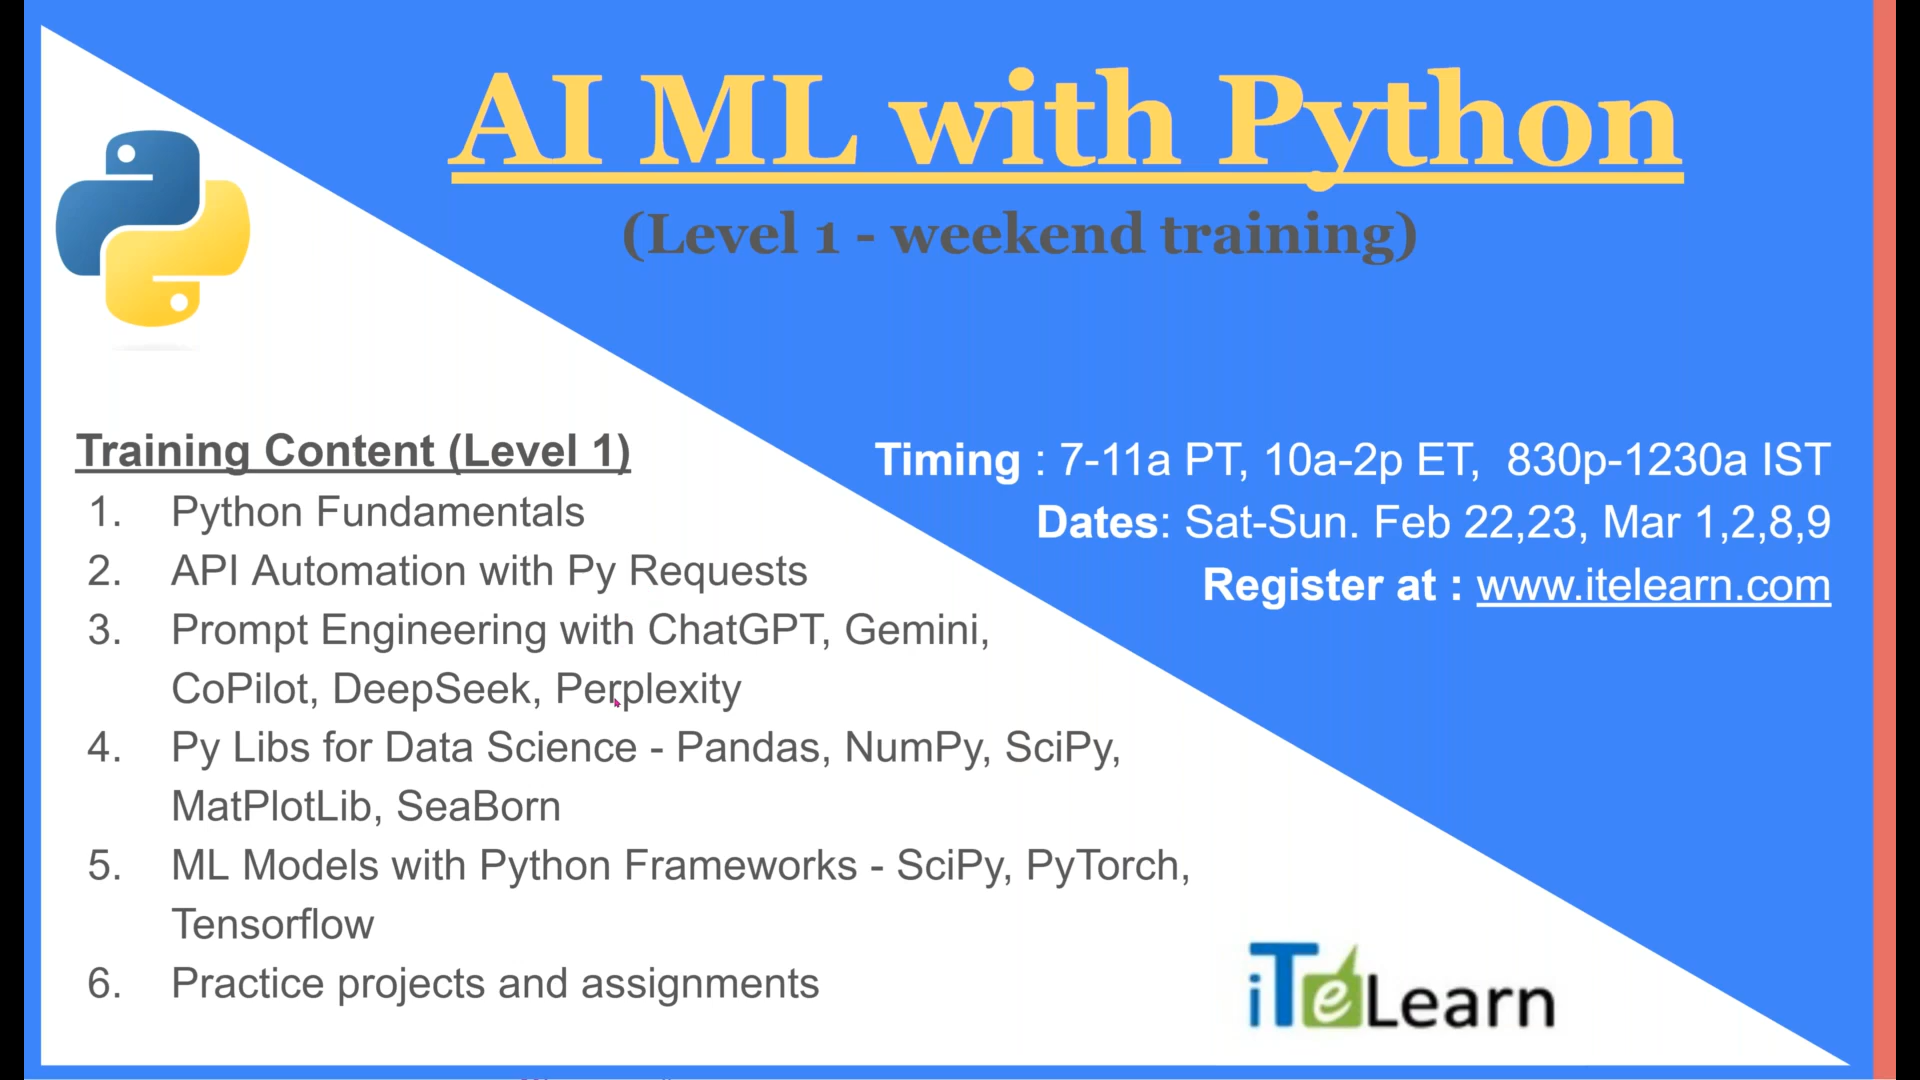 AI ML with Python
(Level 1 - weekend training)
Training Content (Level 1)
1. Python Fundamentals
2. API Automation with Py Requests
3. Prompt Engineering with ChatGPT, Gemini,
CoPilot, DeepSeek, Perplexity
4. Py Libs for Data Science - Pandas, NumPy, SciPy,
MatPlotLib, SeaBorn
5. ML Models with Python Frameworks - SciPy, PyTorch,
Tensorflow
6. Practice projects and assignments
Timing : 7-11a PT, 10a-2p ET, 830p-1230a IST
Dates: Sat-Sun. Feb 22,23, Mar 1,2,8,9
Register at : www.itelearn.com
iTeLearn